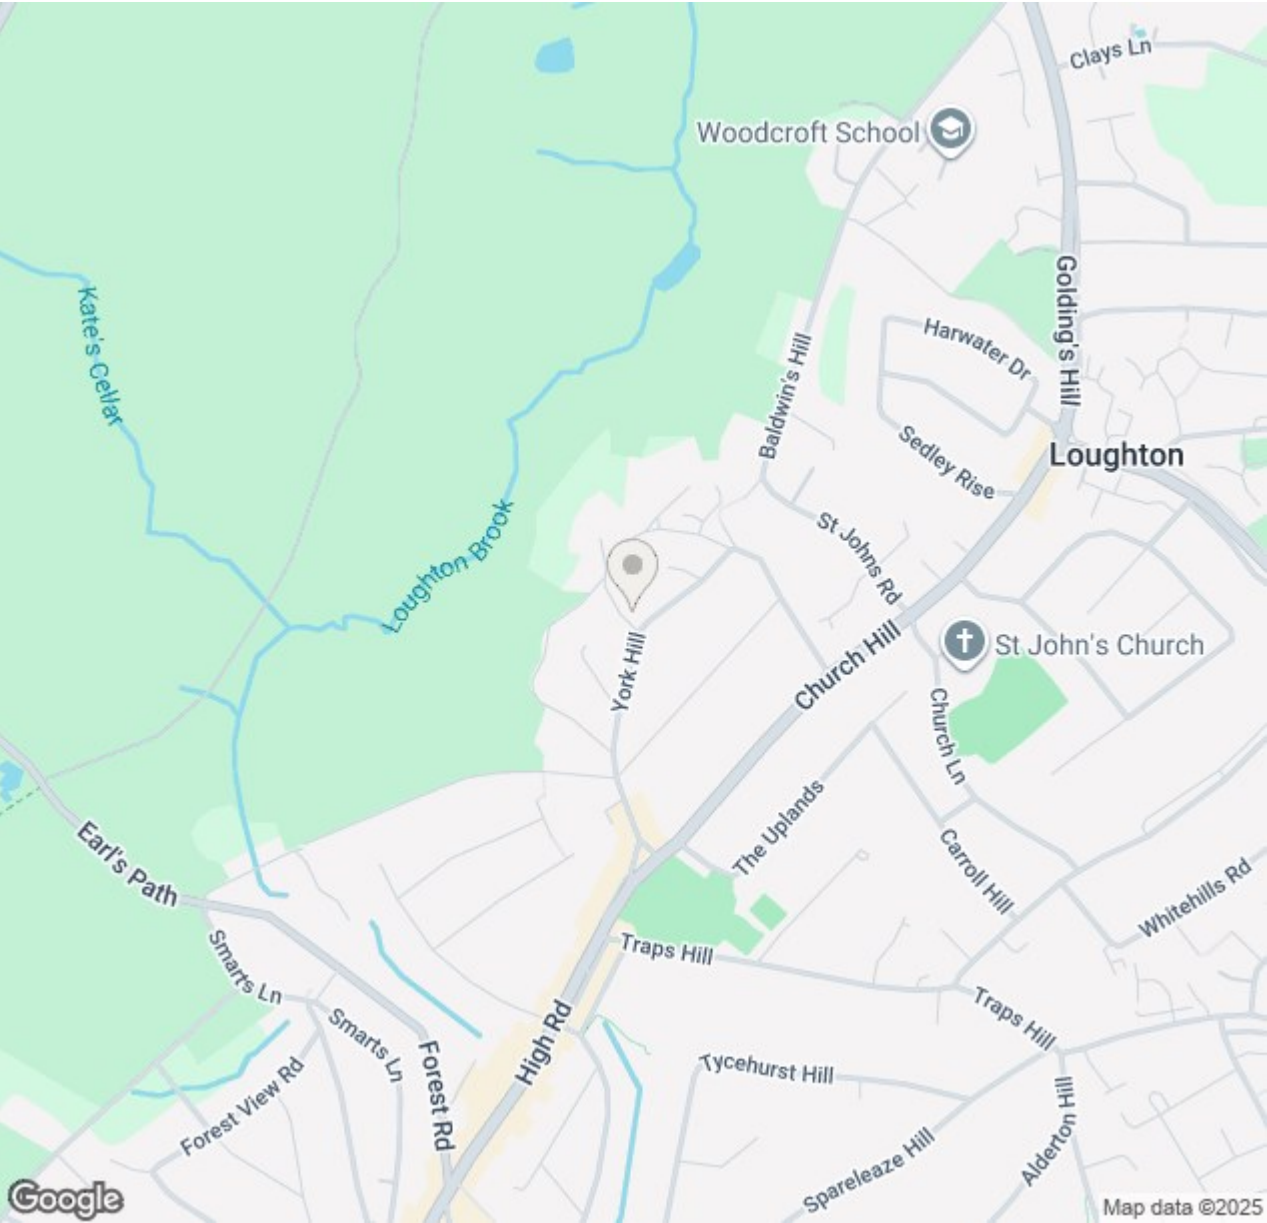 Clays Ln
Woodcroft School
Golding's Hill
Kate's Cellar
Harwater Dr
Baldwin's Hill
Sedley Rise
Loughton
Loughton Brook
St Johns Rd
St John's Church
York Hill
Church Hill
Church Ln
The Uplands
Earl's Path
Carroll Hill
Whitehills Rd
Smarts Ln
Traps Hill
Traps Hill
Smarts Ln
High Rd
Forest Rd
Tycehurst Hill
Forest View Rd
Alderton Hill
Spareleaze Hill
Google
Map data ©2025